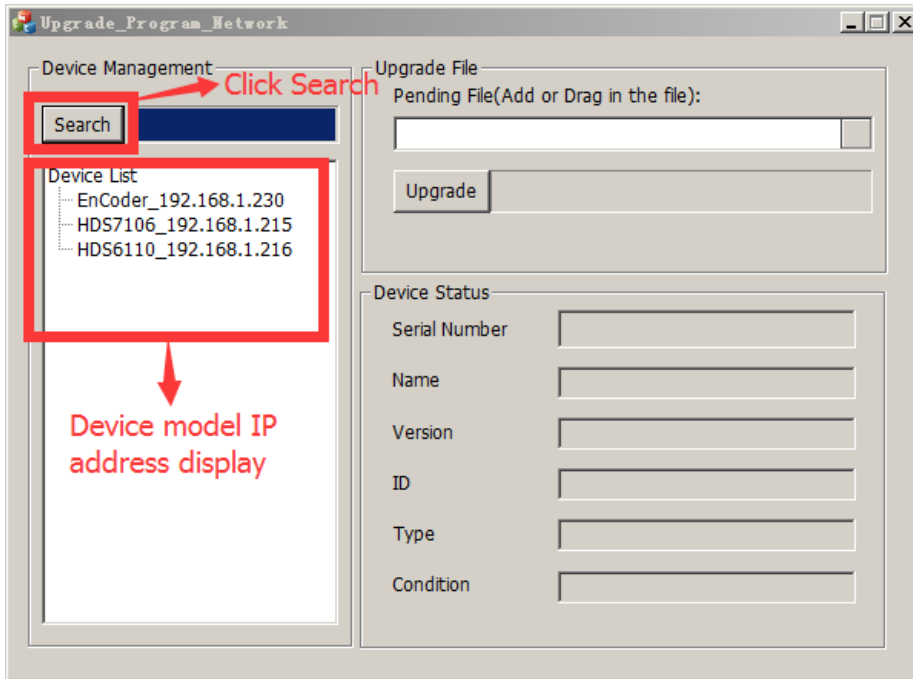 Upgrade_Program_Network
Device Management
Click Search
Search
Device List
EnCoder_192.168.1.230
HDS7106_192.168.1.215
HDS6110_192.168.1.216
Device model IP
address display
Upgrade File
Pending File(Add or Drag in the file):
Upgrade
Device Status
Serial Number
Name
Version
ID
Type
Condition